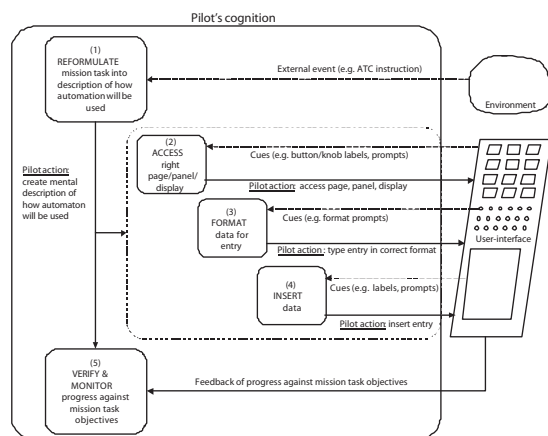 Pilot's cognition
(1)
REFORMULATE
mission task into
description of how
automation will be
used
External event (e.g. ATC instruction)
Environment
(2)
ACCESS
right
page/panel/
display
Cues (e.g. button/knob labels, prompts)
Pilot action: access page, panel, display
Pilot action:
create mental
description of
how automaton
will be used
(3)
FORMAT
data for
entry
Cues (e.g. format prompts)
Pilot action : type entry in correct format
User-interface
(4)
INSERT
data
Cues (e.g. labels, prompts)
Pilot action: insert entry
(5)
VERIFY &
MONITOR
progress against
mission task
objectives
Feedback of progress against mission task objectives